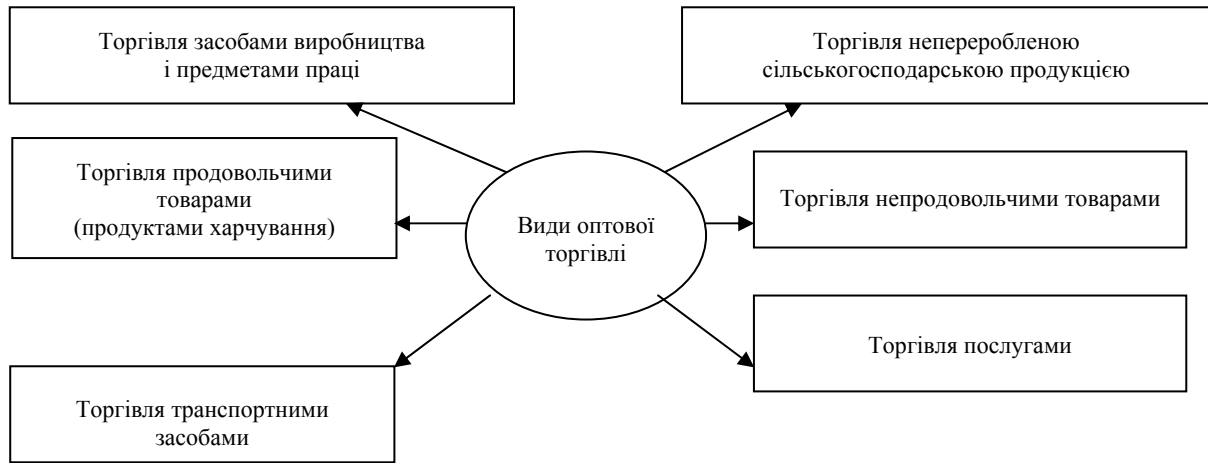 Торгівля засобами виробництва
і предметами праці
Торгівля непереробленою
сільськогосподарською продукцією
Торгівля продовольчими
товарами
(продуктами харчування)
Види оптової
торгівлі
Торгівля непродовольчими товарами
Торгівля послугами
Торгівля транспортними
засобами